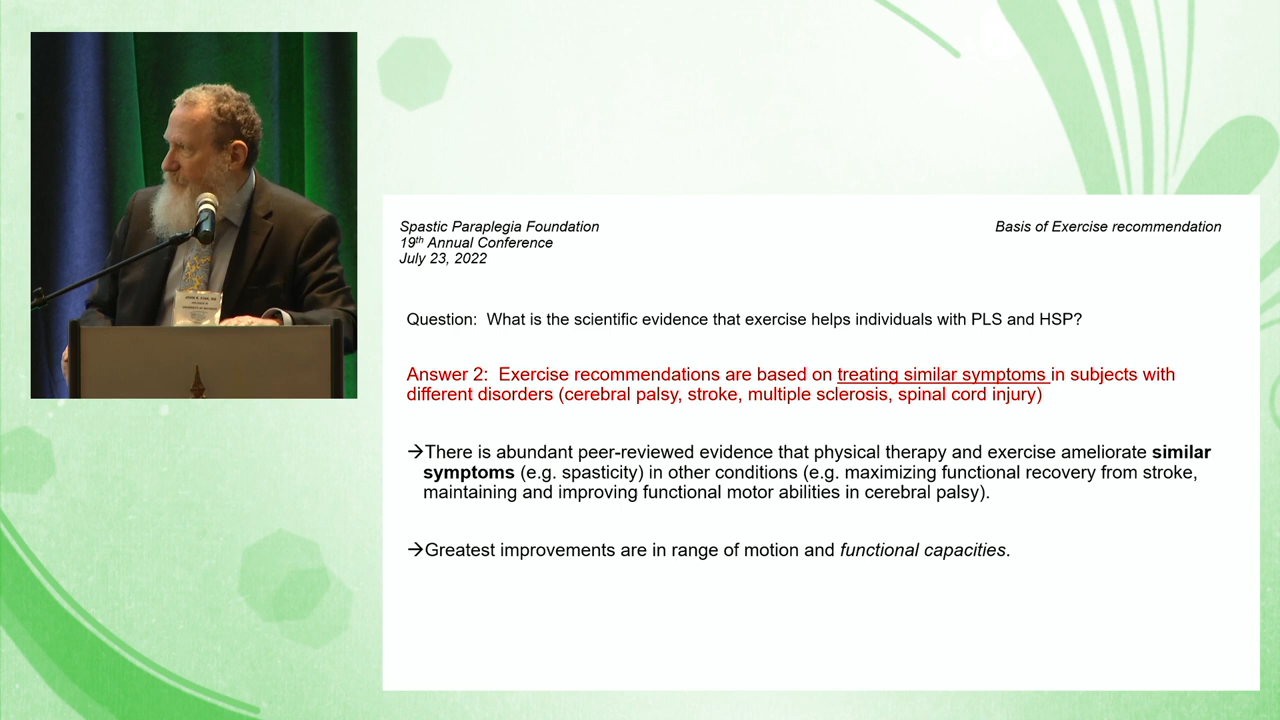 Spastic Paraplegia Foundation
19th Annual Conference
July 23, 2022
Basis of Exercise recommendation
Question: What is the scientific evidence that exercise helps individuals with PLS and HSP?
Answer 2: Exercise recommendations are based on treating similar symptoms in subjects with
different disorders (cerebral palsy, stroke, multiple sclerosis, spinal cord injury)
→There is abundant peer-reviewed evidence that physical therapy and exercise ameliorate similar
symptoms (e.g. spasticity) in other conditions (e.g. maximizing functional recovery from stroke,
maintaining and improving functional motor abilities in cerebral palsy).
→Greatest improvements are in range of motion and functional capacities.